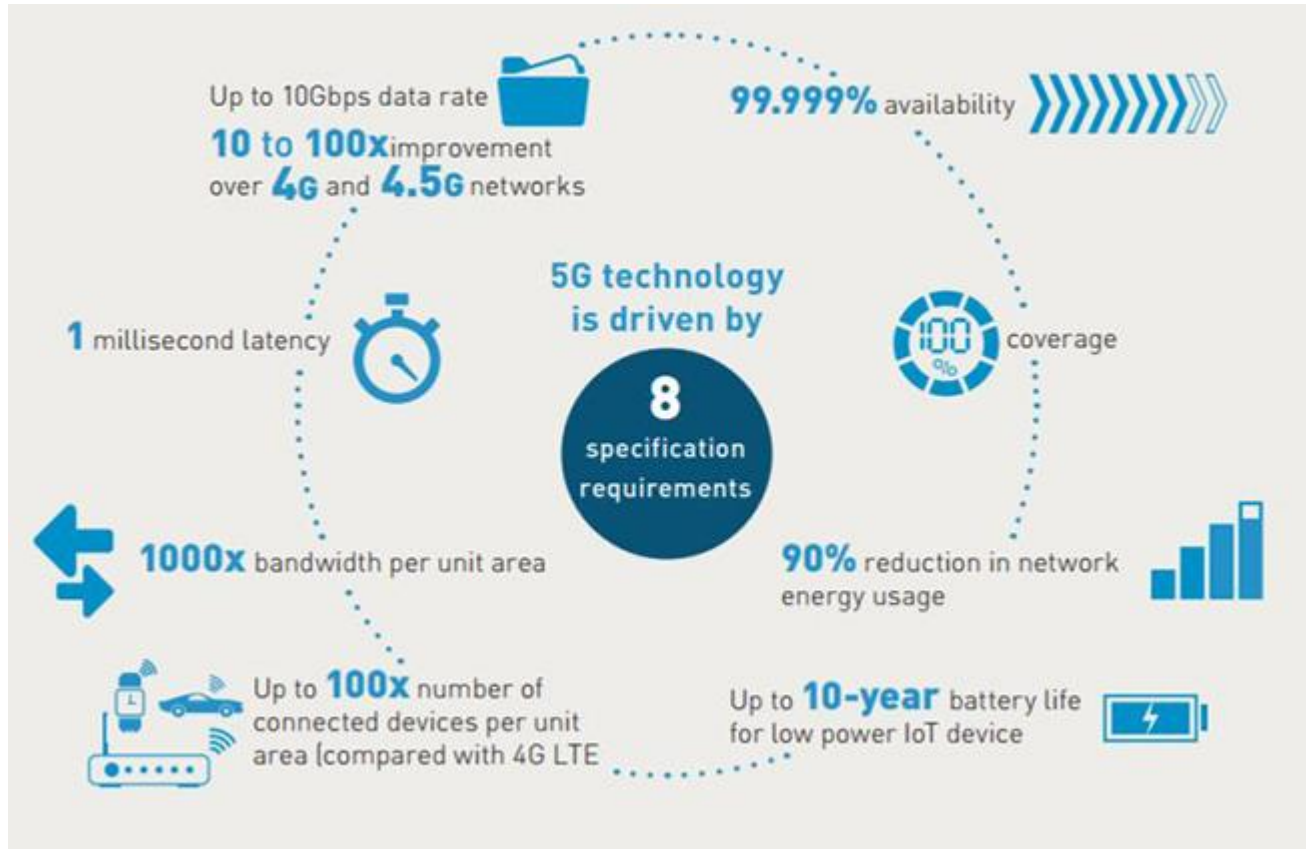 Up to 10Gbps data rate
10 to 100x improvement
over 4G and 4.5G networks
99.999% availability
5G technology
is driven by
8
specification
requirements
1 millisecond latency
100
%
coverage
1000x bandwidth per unit area
90% reduction in network
energy usage
Up to 100x number of
connected devices per unit
area (compared with 4G LTE
Up to 10-year battery life
for low power IoT device